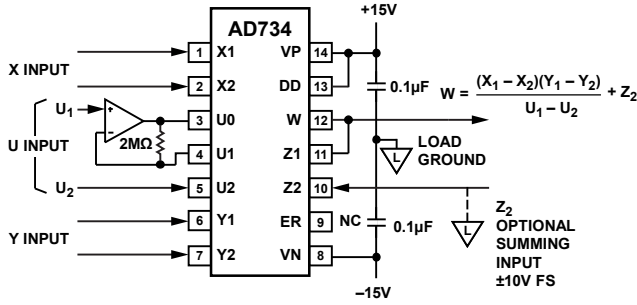 +15V
AD734
X INPUT
1 X1
2 X2
U INPUT
U1
2MΩ
3 U0
4 U1
U2
5 U2
Y INPUT
6 Y1
7 Y2
VP 14
DD 13
W 12
Z1 11
Z2 10
ER 9
VN 8
NC
0.1µF
L
LOAD
GROUND
0.1µF
–15V
W = (X1 – X2)(Y1 – Y2)
U1 – U2
+ Z2
L
Z2
OPTIONAL
SUMMING
INPUT
±10V FS